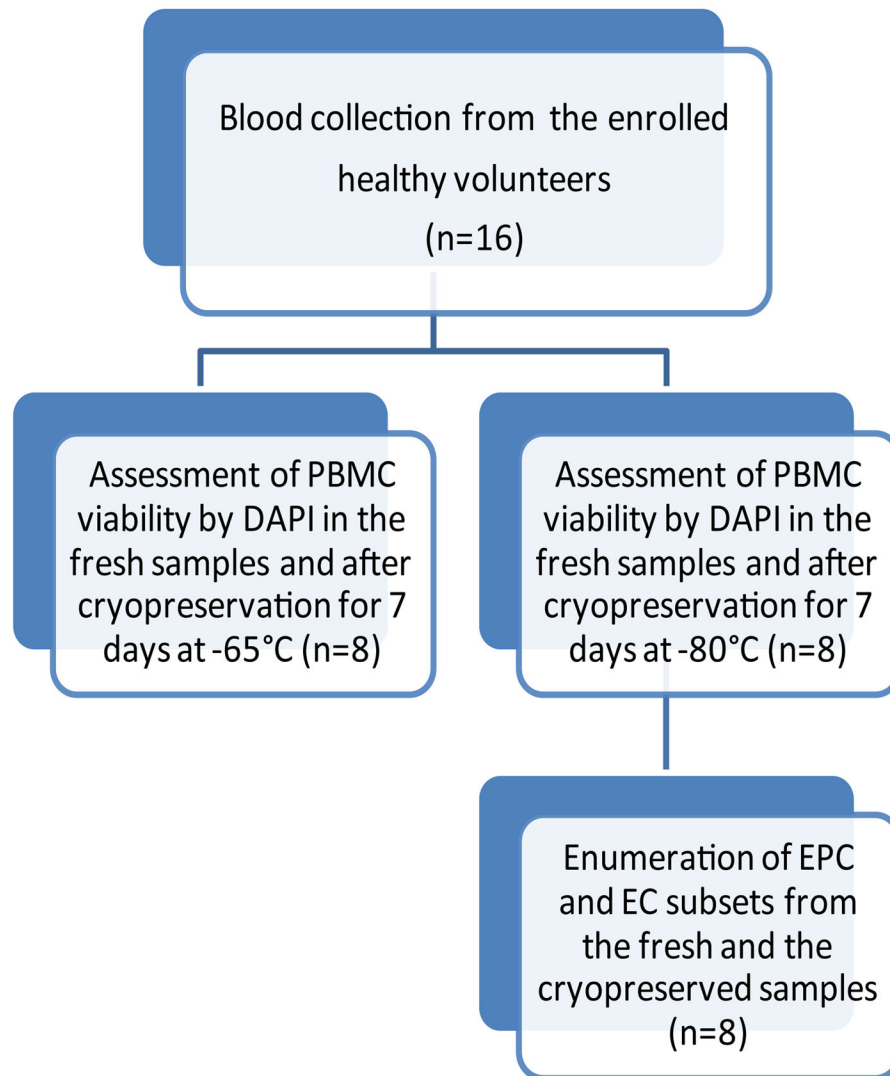 Blood collection from the enrolled
healthy volunteers
(n=16)
Assessment of PBMC
viability by DAPI in the
fresh samples and after
cryopreservation for 7
days at -65°C (n=8)
Assessment of PBMC
viability by DAPI in the
fresh samples and after
cryopreservation for 7
days at -80°C (n=8)
Enumeration of EPC
and EC subsets from
the fresh and the
cryopreserved samples
(n=8)